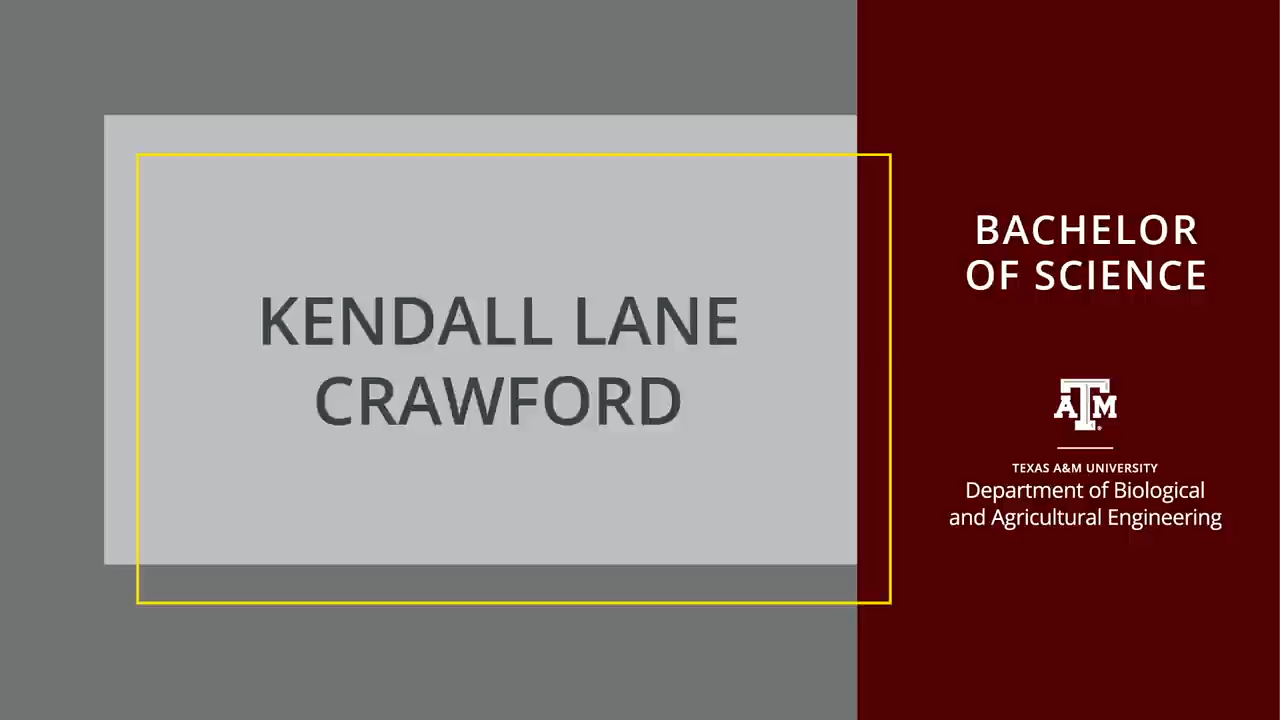 KENDALL LANE
CRAWFORD
BACHELOR
OF SCIENCE
ATM
TEXAS A&M UNIVERSITY
Department of Biological
and Agricultural Engineering